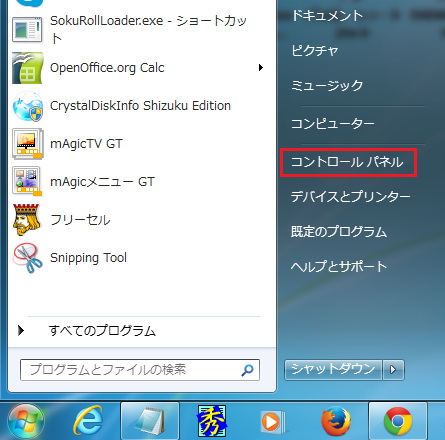 SokuRollLoader.exe - ショートカッ
ト
OpenOffice.org Calc
CrystalDiskInfo Shizuku Edition
mAgicTV GT
mAgicメニュー GT
フリーセル
Snipping Tool
すべてのプログラム
プログラムとファイルの検索
ドキュメント
ピクチャ
ミュージック
コンピューター
コントロール パネル
デバイスとプリンター
既定のプログラム
ヘルプとサポート
シャットダウン
秀